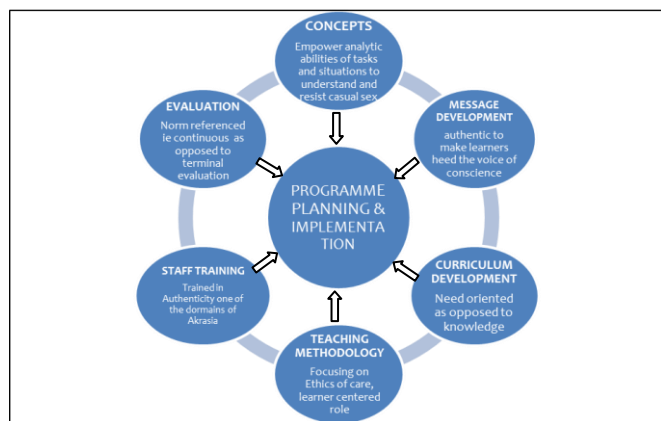 CONCEPTS
Empower analytic
abilities of tasks
and situations to
understand and
resist casual sex
MESSAGE
DEVELOPMENT
authentic to
make learners
heed the voice of
conscience
CURRICULUM
DEVELOPMENT
Need oriented
as opposed to
knowledge
TEACHING
METHODOLOGY
Focusing on
Ethics of care,
learner centered
role
STAFF TRAINING
Trained in
Authenticity one of
the dormains of
Akrasia
EVALUATION
Norm referenced
ie continuous as
opposed to
terminal
evaluation
PROGRAMME
PLANNING &
IMPLEMENTA
TION